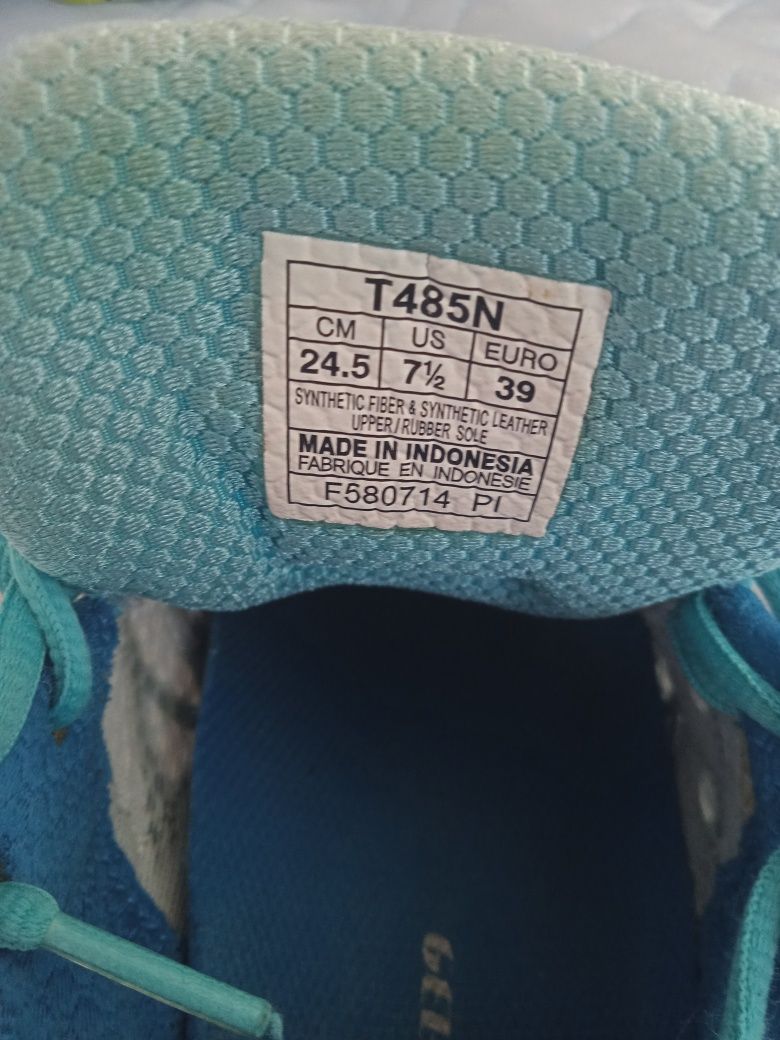 T485N
CM US EURO
24.5 7½ 39
SYNTHETIC FIBER & SYNTHETIC LEATHER
UPPER/RUBBER SOLE
MADE IN INDONESIA
FABRIQUE EN INDONESIE
F580714 PI